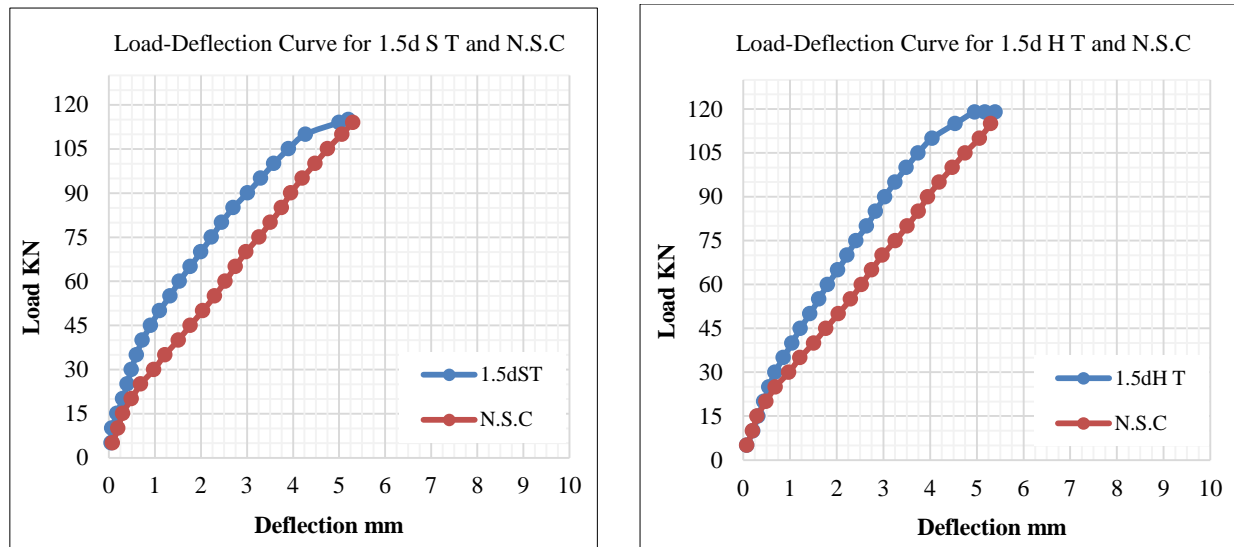 Load-Deflection Curve for 1.5d S T and N.S.C
120
105
90
75
60
45
30
15
0
Load KN
1.5dST
N.S.C
0 1 2 3 4 5 6 7 8 9 10
Deflection mm
Load-Deflection Curve for 1.5d H T and N.S.C
120
105
90
75
60
45
30
15
0
Load KN
1.5dH T
N.S.C
0 1 2 3 4 5 6 7 8 9 10
Deflection mm